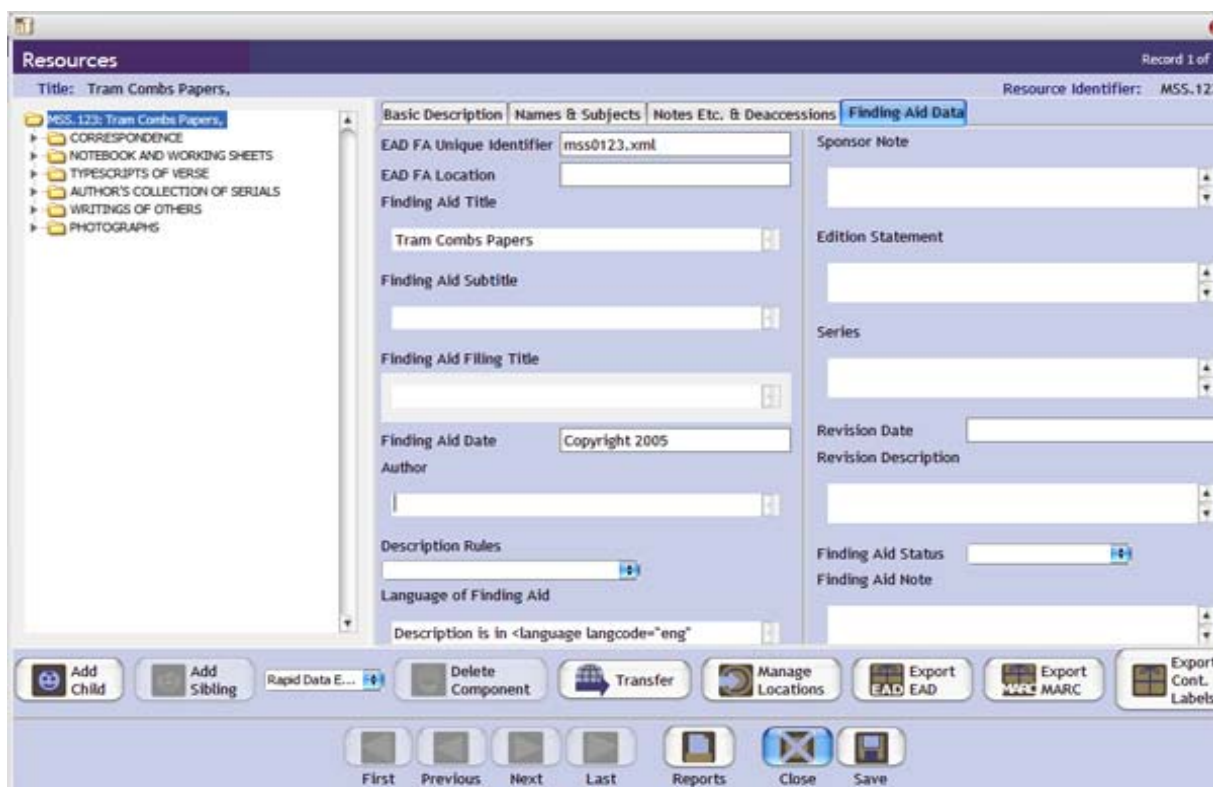 Resources
Record 1 of
Title: Tram Combs Papers,
Resource Identifier: MSS.12
MSS. 123: Tram Combs Papers,
CORRESPONDENCE
NOTEBOOK AND WORKING SHEETS
TYPESCRIPTS OF VERSE
AUTHOR'S COLLECTION OF SERIALS
WRITINGS OF OTHERS
PHOTOGRAPHS
Basic Description Names & Subjects Notes Etc. & Deaccessions Finding Aid Data
EAD FA Unique Identifier mss0123.xml
EAD FA Location
Finding Aid Title
Tram Combs Papers
Finding Aid Subtitle
Finding Aid Filing Title
Finding Aid Date Copyright 2005
Author
Description Rules
Language of Finding Aid
Description is in <language langcode="eng"
Sponsor Note
Edition Statement
Series
Revision Date
Revision Description
Finding Aid Status
Finding Aid Note
Add Child
Add Sibling
Rapid Data E...
Delete Component
Transfer
Manage Locations
EAD Export EAD
MARC Export MARC
Export Cont. Labels
First Previous Next Last Reports Close Save